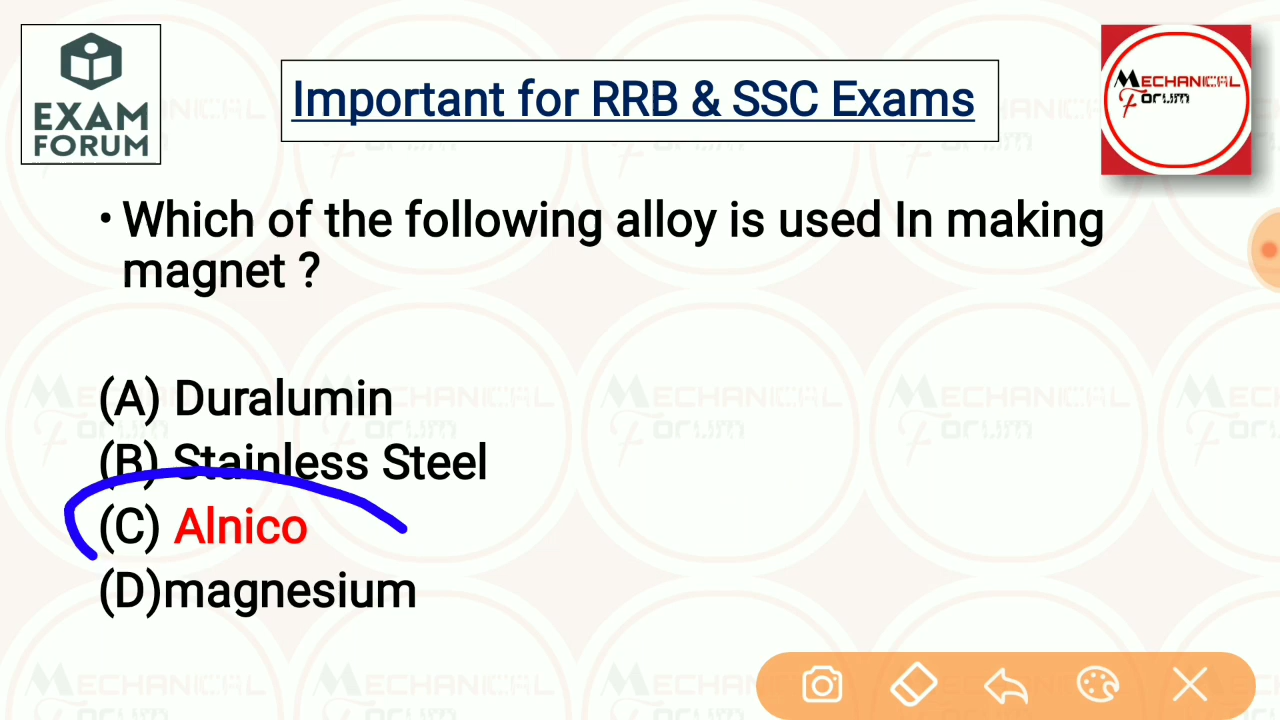 EXAM
FORUM
Important for RRB & SSC Exams
MECHANICAL
Forum
• Which of the following alloy is used In making
magnet ?
(A) Duralumin
(B) Stainless Steel
(C) Alnico
(D)magnesium